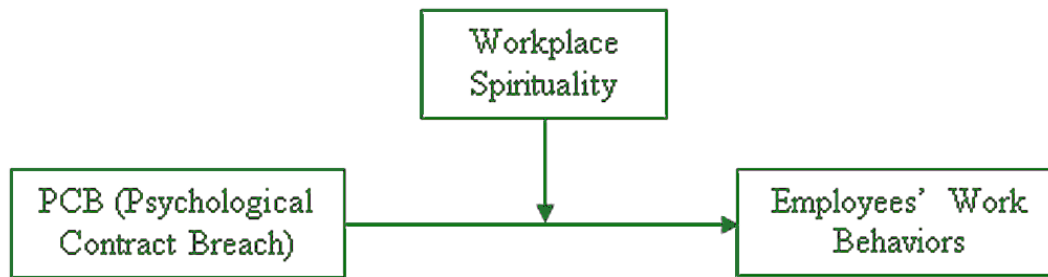 Workplace
Spirituality
PCB (Psychological
Contract Breach)
Employees’ Work
Behaviors